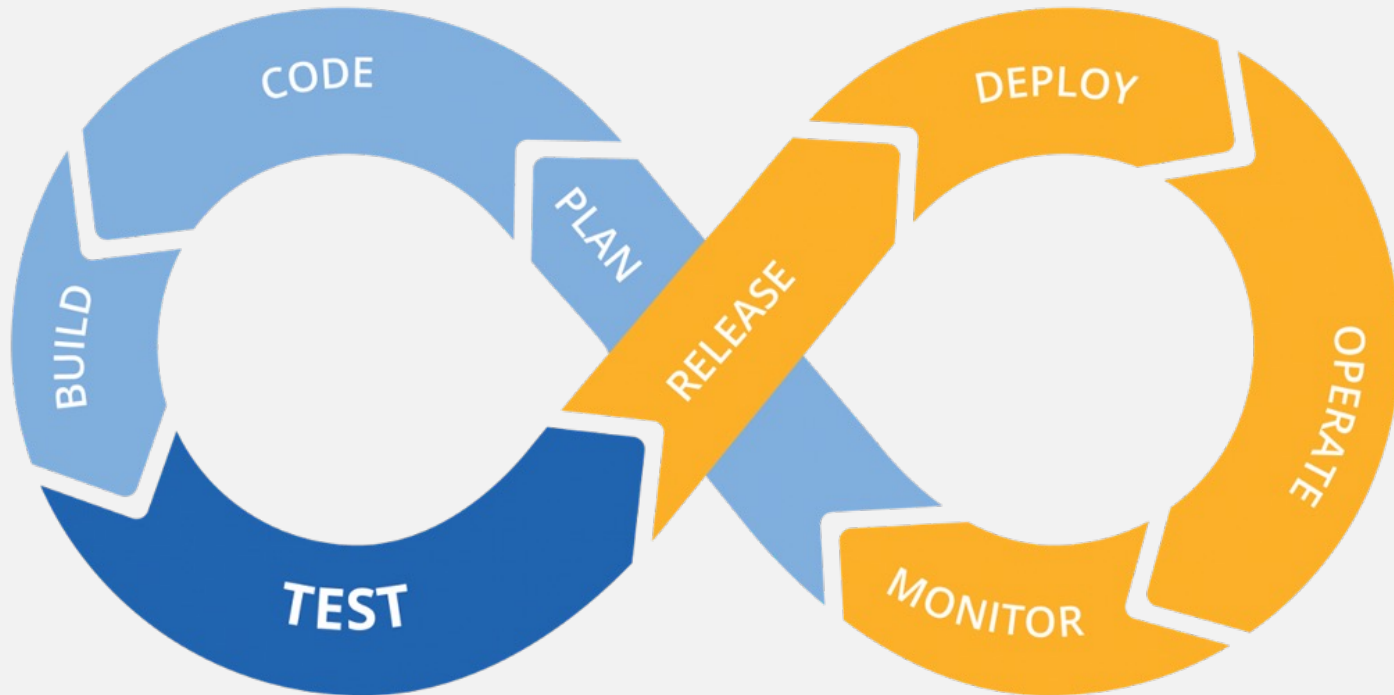 CODE
DEPLOY
PLAN
BUILD
RELEASE
OPERATE
TEST
MONITOR